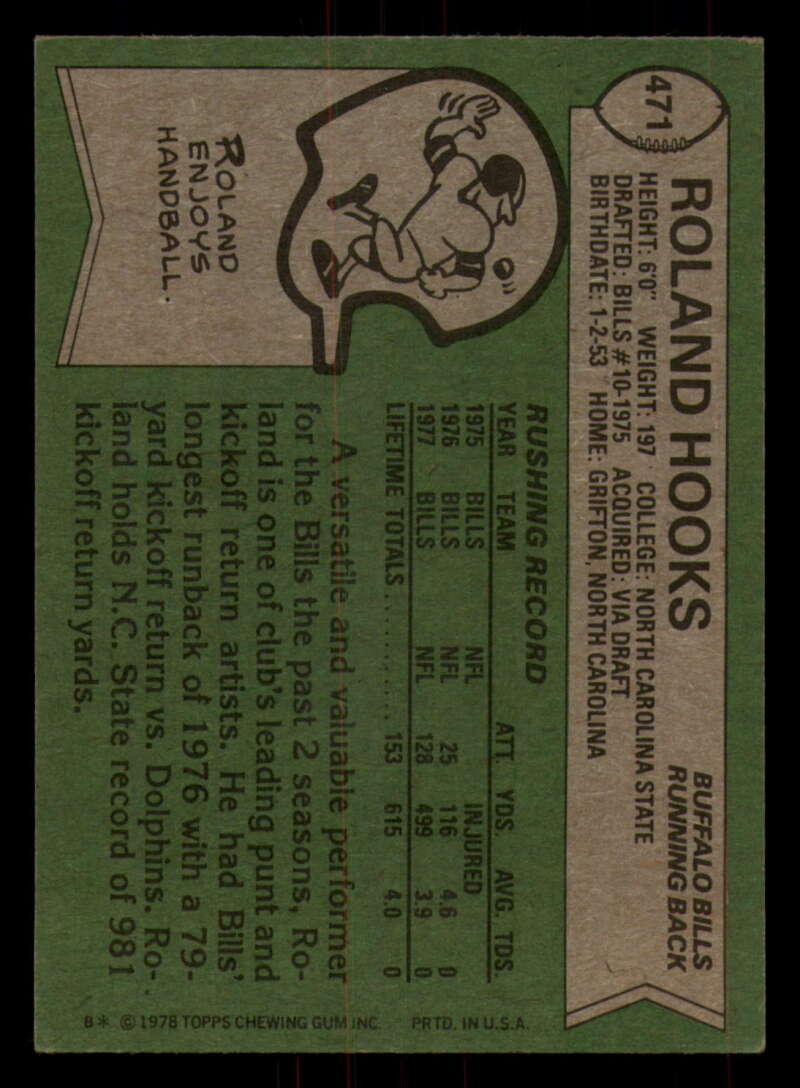 471
ROLAND HOOKS
BUFFALO BILLS
RUNNING BACK
HEIGHT: 6'0" WEIGHT: 197 COLLEGE: NORTH CAROLINA STATE
DRAFTED: BILLS #10-1975 ACQUIRED: VIA DRAFT
BIRTHDATE: 1-2-53 HOME: GRIFTON, NORTH CAROLINA
ROLAND
ENJOYS
HANDBALL.
RUSHING RECORD
YEAR TEAM ATT. YDS. AVG. TDS.
1975 BILLS NFL INJURED
1976 BILLS NFL 25 116 4.6 0
1977 BILLS NFL 128 499 3.9 0
LIFETIME TOTALS.......... 153 615 4.0 0
A versatile and valuable performer
for the Bills the past 2 seasons, Ro-
land is one of club's leading punt and
kickoff return artists. He had Bills'
longest runback of 1976 with a 79-
yard kickoff return vs. Dolphins. Ro-
land holds N.C. State record of 981
kickoff return yards.
B* © 1978 TOPPS CHEWING GUM INC. PRTD. IN U.S.A.